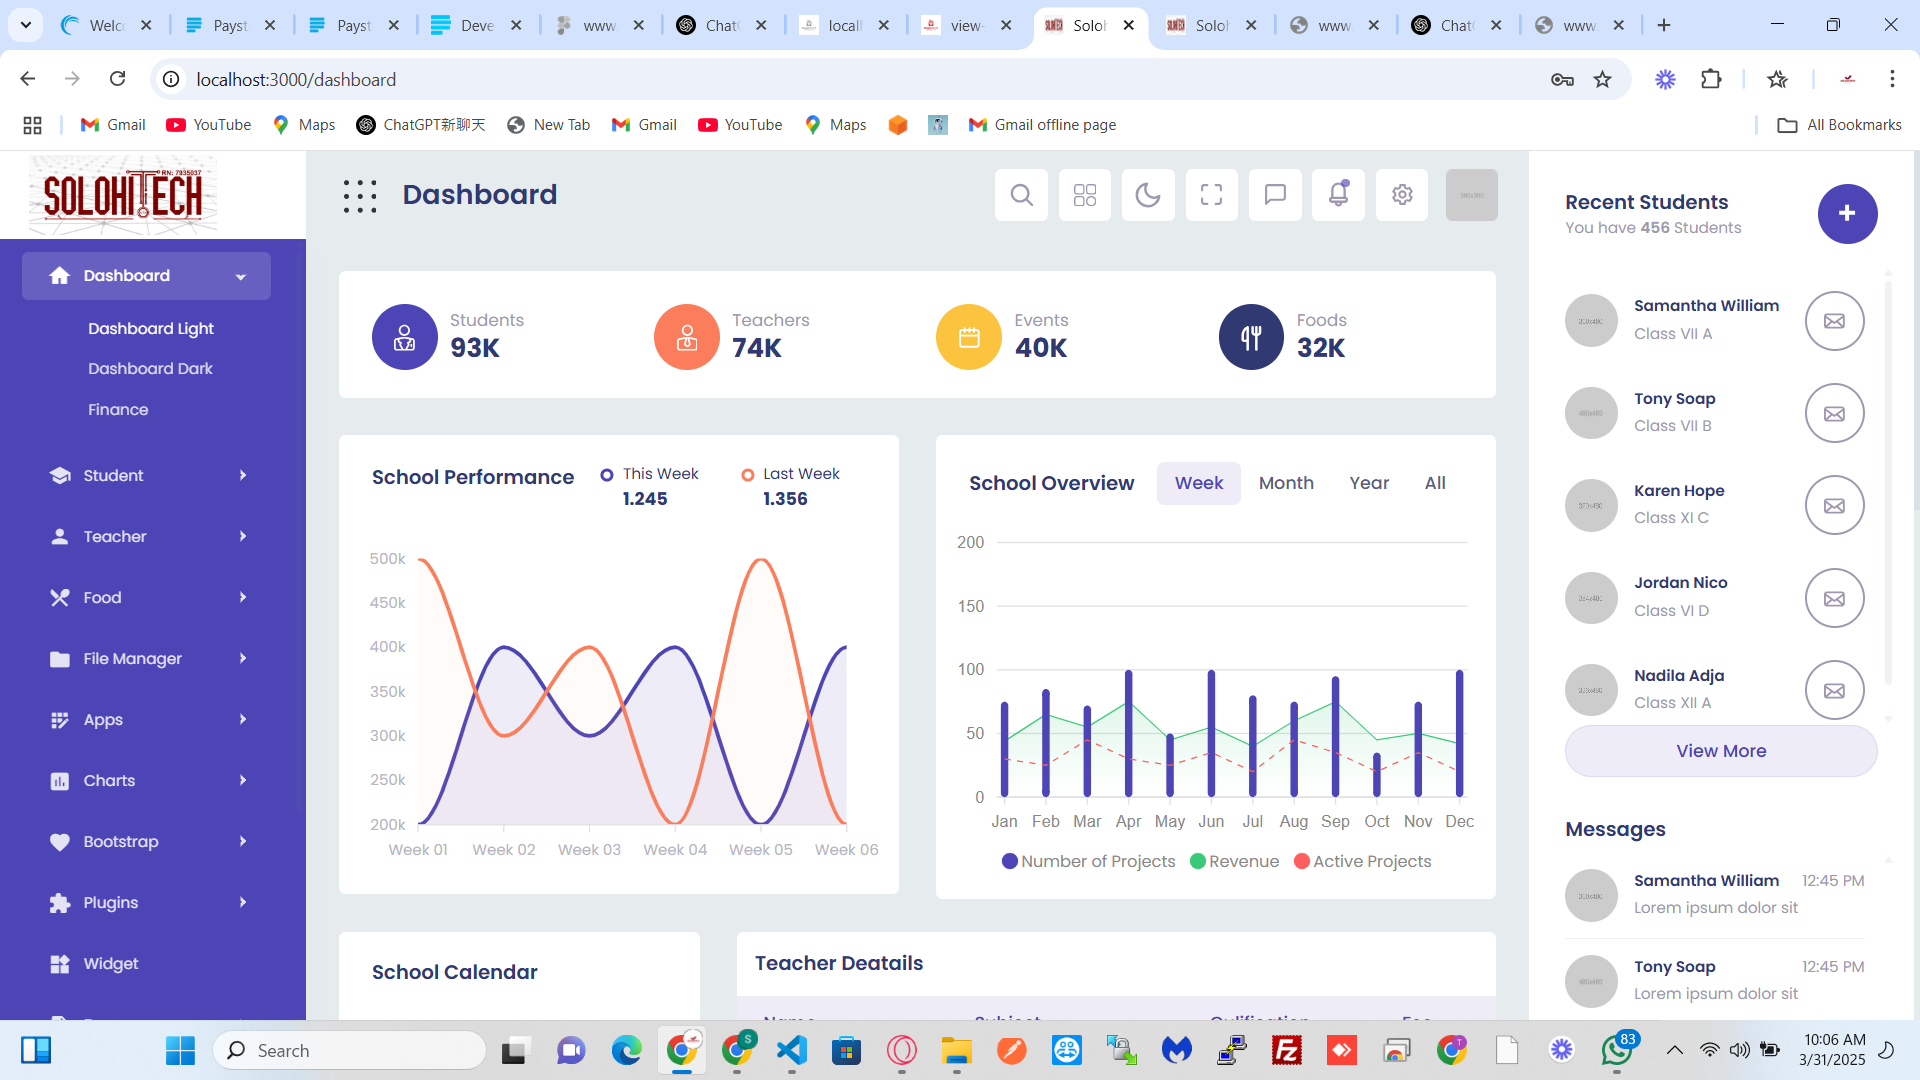 Welc
Payst
Payst
Deve
www.
Chat
locall
view-
Solo
Solo
www.
Chat
www.
localhost:3000/dashboard
Gmail
YouTube
Maps
ChatGPT新聊天
New Tab
Gmail
YouTube
Maps
Gmail offline page
All Bookmarks
RN: 7935037
SOLOHITECH
Dashboard
Dashboard Light
Dashboard Dark
Finance
Student
Teacher
Food
File Manager
Apps
Charts
Bootstrap
Plugins
Widget
Dashboard
Students
93K
Teachers
74K
Events
40K
Foods
32K
School Performance
This Week
1.245
Last Week
1.356
500k
450k
400k
350k
300k
250k
200k
Week 01 Week 02 Week 03 Week 04 Week 05 Week 06
School Overview
Week Month Year All
200
150
100
50
0
Jan Feb Mar Apr May Jun Jul Aug Sep Oct Nov Dec
Number of Projects Revenue Active Projects
School Calendar
Teacher Deatails
Name Subject Qulification Fee
Recent Students
You have 456 Students
Samantha William
Class VII A
Tony Soap
Class VII B
Karen Hope
Class XI C
Jordan Nico
Class VI D
Nadila Adja
Class XII A
View More
Messages
Samantha William 12:45 PM
Lorem ipsum dolor sit
Tony Soap 12:45 PM
Lorem ipsum dolor sit
Search
83
10:06 AM
3/31/2025